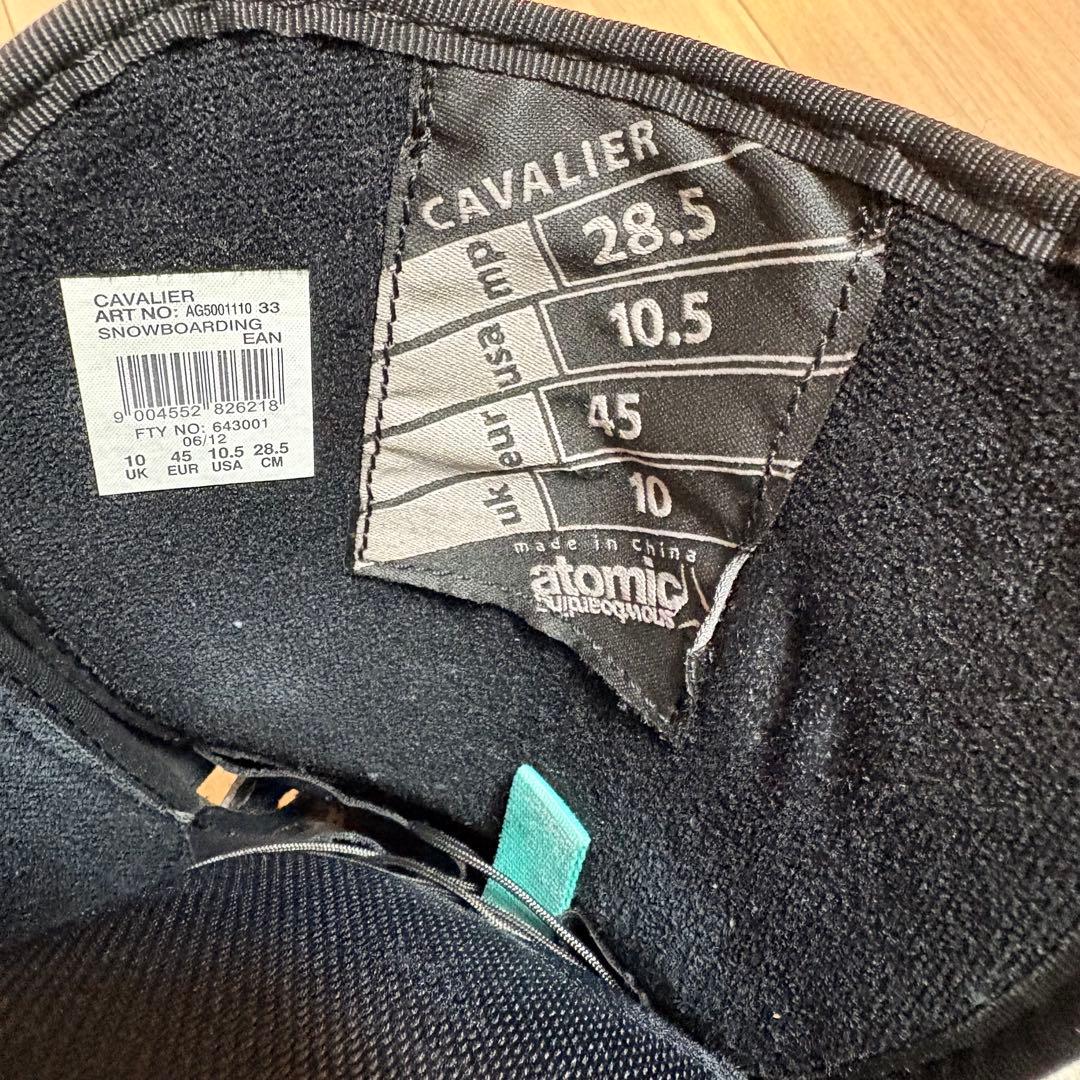 CAVALIER
ART NO: AG5001110 33
SNOWBOARDING
EAN
9 004552 826218
FTY NO: 643001
06/12
10 45 10.5 28.5
UK EUR USA CM
CAVALIER
mp 28.5
usa 10.5
eur 45
uk 10
made in china
atomic
snowboarding